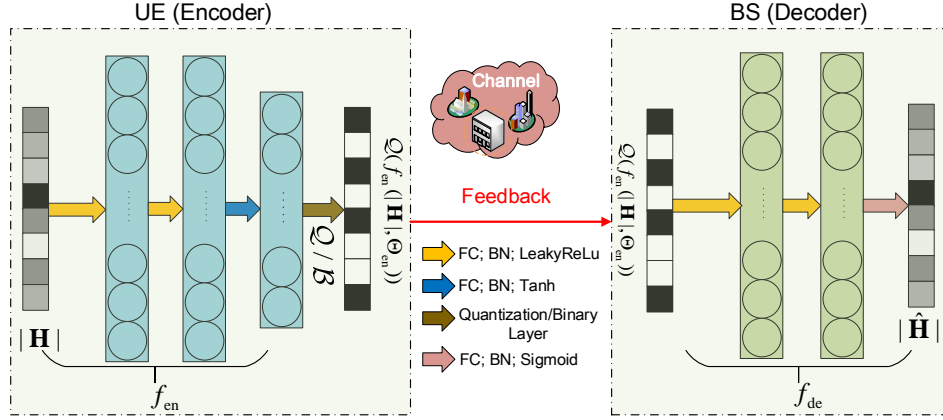 UE (Encoder)
BS (Decoder)
Channel
Feedback
FC; BN; LeakyReLu
FC; BN; Tanh
Quantization/Binary
Layer
FC; BN; Sigmoid
| H |
Q / B
Q(f_en(| H |, Θ_en))
f_en
Q(f_en(| H |, Θ_en))
| Ĥ |
f_de